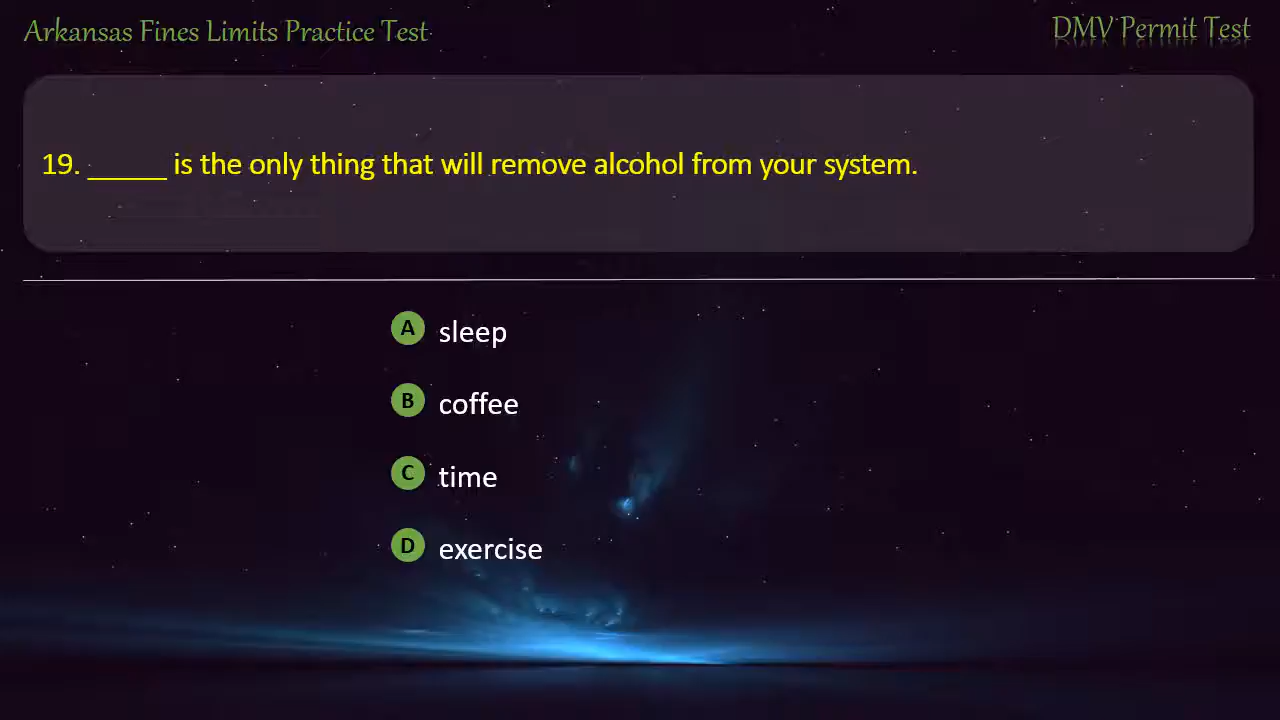 Arkansas Fines Limits Practice Test
DMV Permit Test
19. _____ is the only thing that will remove alcohol from your system.
A sleep
B coffee
C time
D exercise